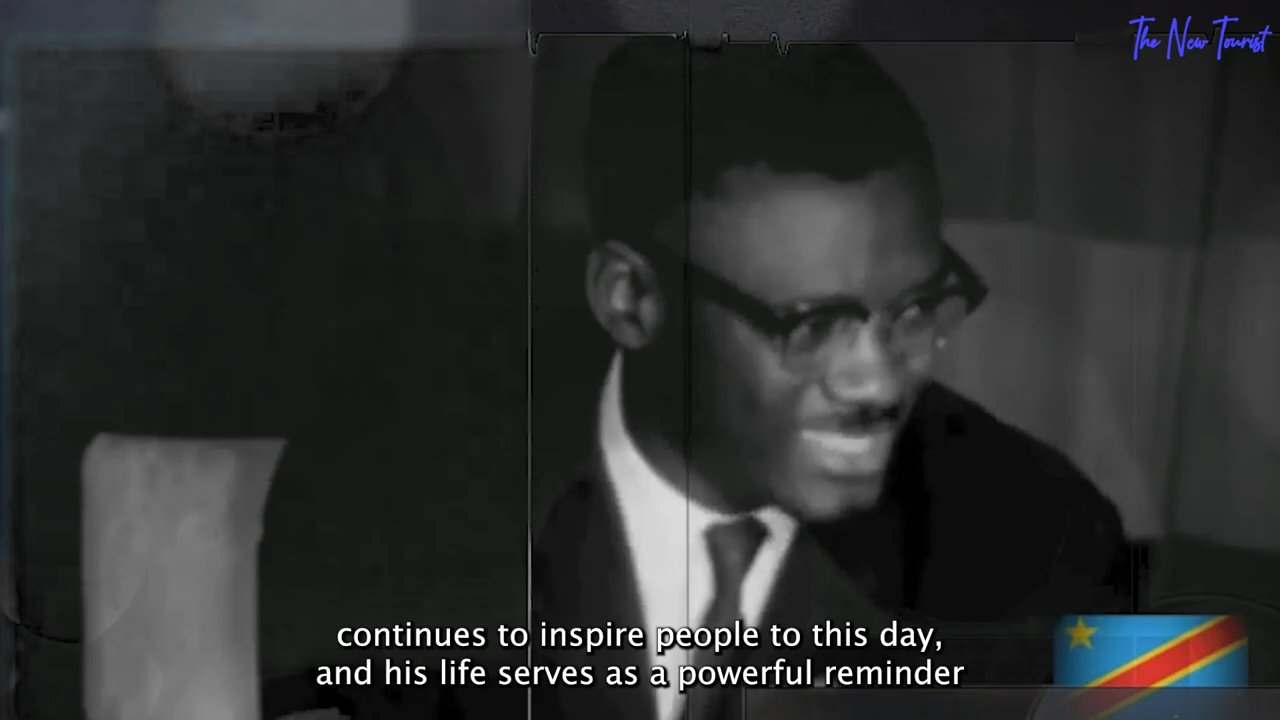 The New Tourist
continues to inspire people to this day,
and his life serves as a powerful reminder